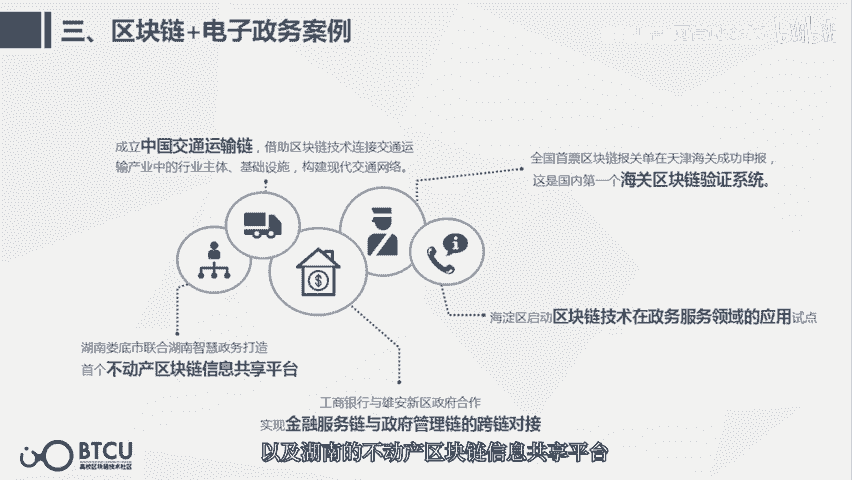 三、区块链+电子政务案例
成立中国交通运输链，借助区块链技术连接交通运
输产业中的行业主体、基础设施，构建现代交通网络。
全国首票区块链报关单在天津海关成功申报，
这是国内第一个海关区块链验证系统。
海淀区启动区块链技术在政务服务领域的应用试点
湖南娄底市联合湖南智慧政务打造
首个不动产区块链信息共享平台
工商银行与雄安新区政府合作
实现金融服务链与政府管理链的跨链对接
以及湖南的不动产区块链信息共享平台
BTCU
高校区块链技术社区